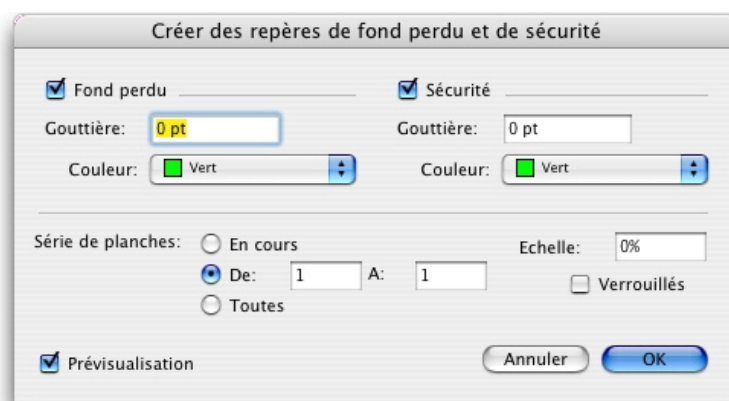 Créer des repères de fond perdu et de sécurité
Fond perdu
Sécurité
Gouttière: 0 pt
Gouttière: 0 pt
Couleur: Vert
Couleur: Vert
Série de planches: En cours
Echelle: 0%
De: 1 A: 1
Verrouillés
Toutes
Prévisualisation
Annuler OK